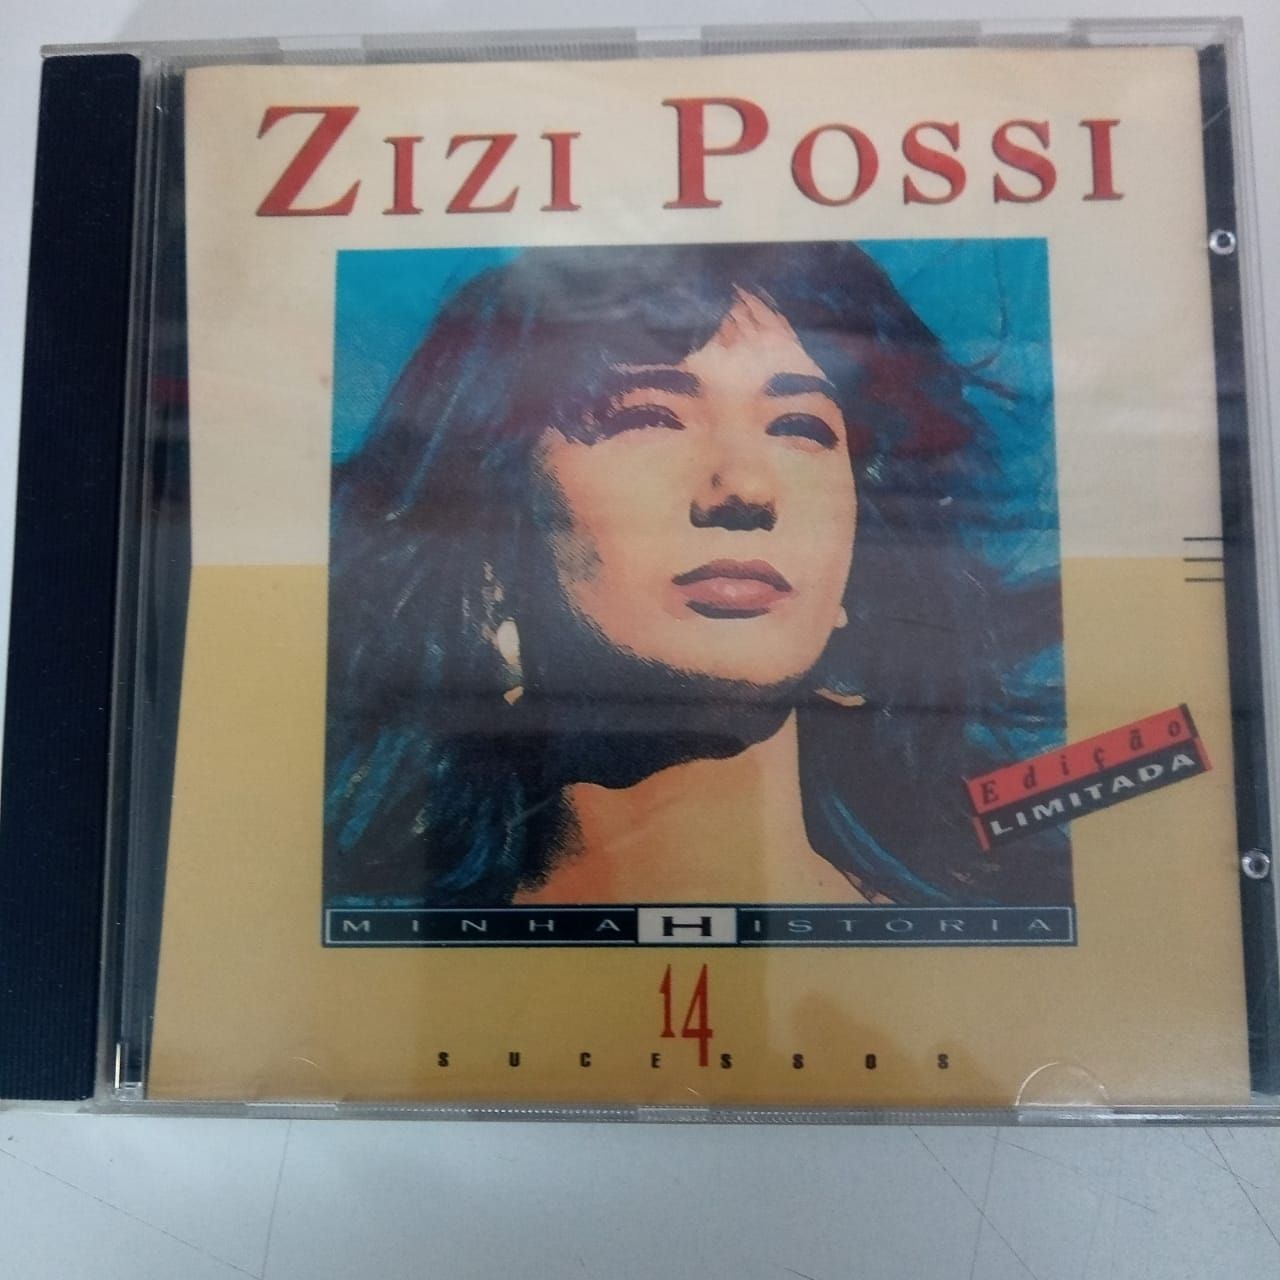 ZIZI POSSI
Edição
LIMITADA
MINHA HISTÓRIA
14
SUCESSOS